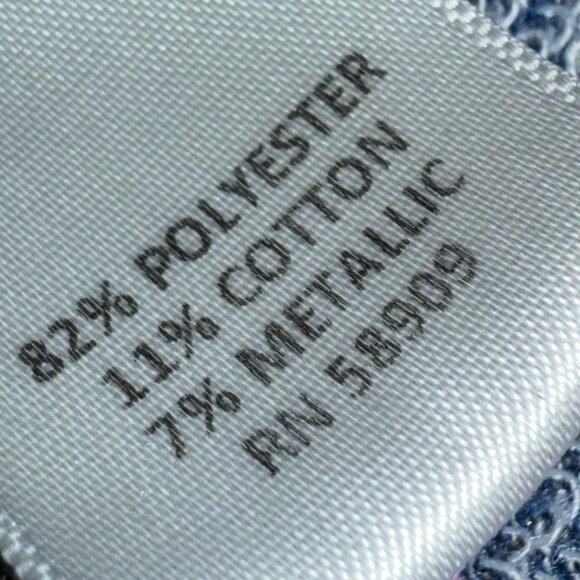 82% POLYESTER
11% COTTON
7% METALLIC
RN 58909